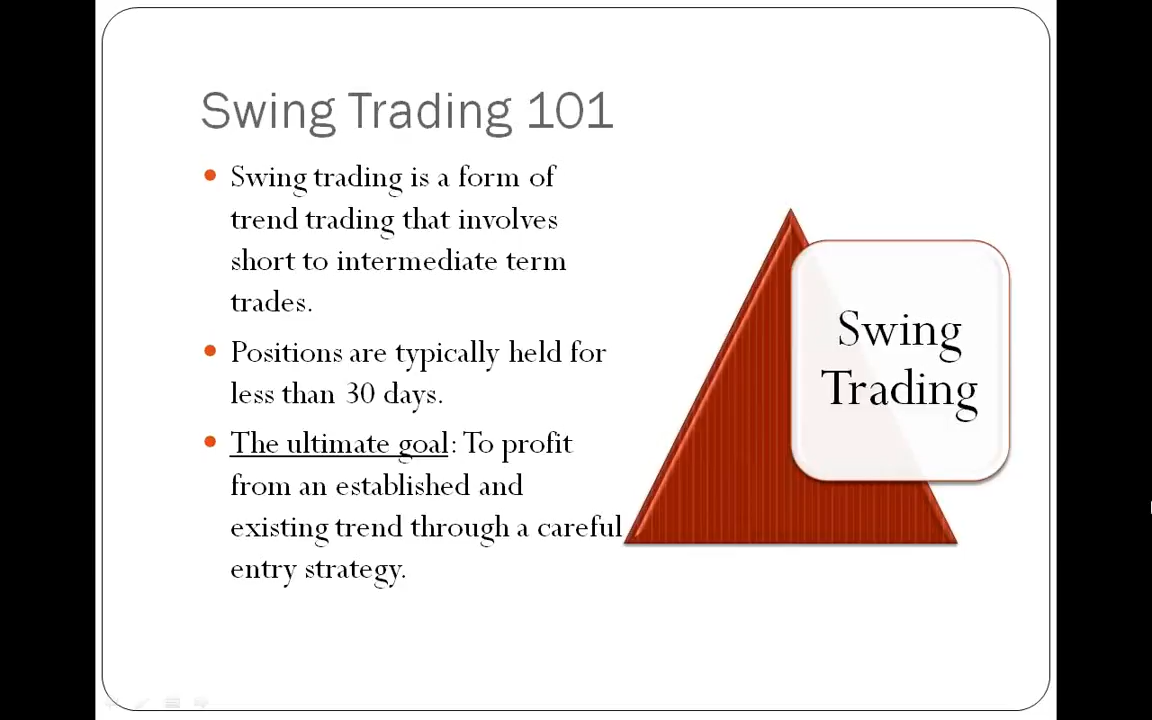 Swing Trading 101
Swing trading is a form of
trend trading that involves
short to intermediate term
trades.
Positions are typically held for
less than 30 days.
The ultimate goal: To profit
from an established and
existing trend through a careful
entry strategy.
Swing
Trading